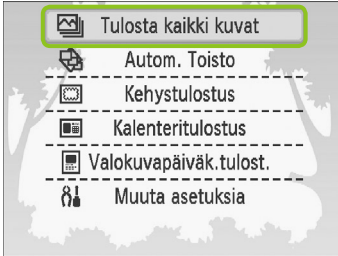 Tulosta kaikki kuvat
Autom. Toisto
Kehystulostus
Kalenteritulostus
Valokuvapäiväk.tulost.
Muuta asetuksia